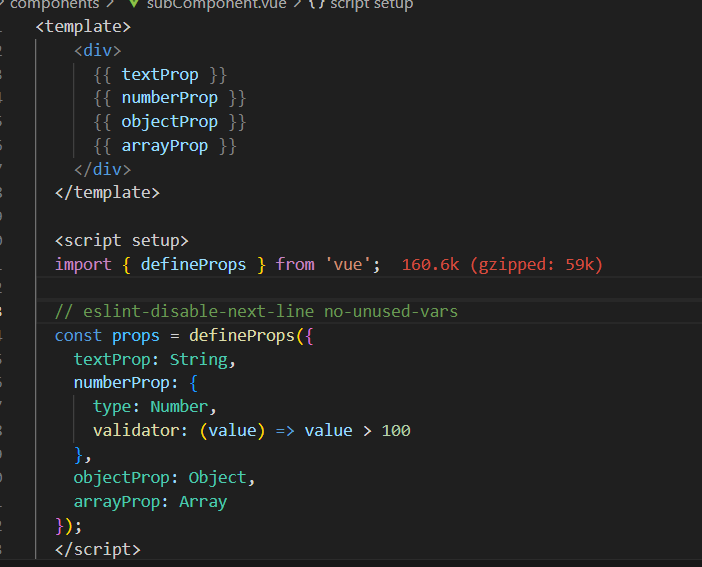 components > subComponent.vue > {} script setup
<template>
<div>
{{ textProp }}
{{ numberProp }}
{{ objectProp }}
{{ arrayProp }}
</div>
</template>
<script setup>
import { defineProps } from 'vue'; 160.6k (gzipped: 59k)
// eslint-disable-next-line no-unused-vars
const props = defineProps({
textProp: String,
numberProp: {
type: Number,
validator: (value) => value > 100
},
objectProp: Object,
arrayProp: Array
});
</script>